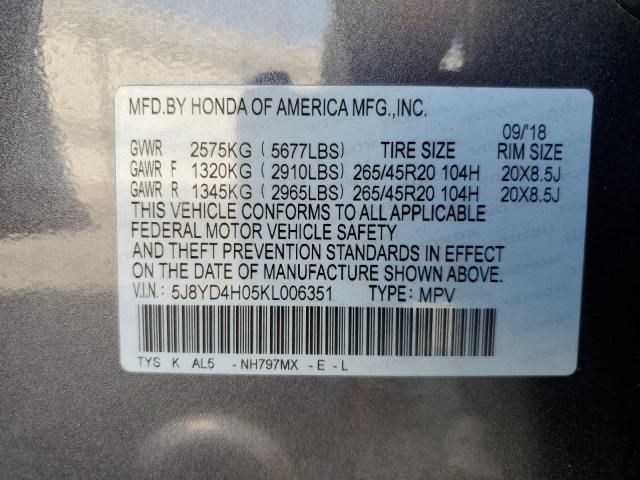 MFD.BY HONDA OF AMERICA MFG.,INC.
09/'18
GVWR 2575KG (5677LBS) TIRE SIZE RIM SIZE
GAWR F 1320KG (2910LBS) 265/45R20 104H 20X8.5J
GAWR R 1345KG (2965LBS) 265/45R20 104H 20X8.5J
THIS VEHICLE CONFORMS TO ALL APPLICABLE
FEDERAL MOTOR VEHICLE SAFETY
AND THEFT PREVENTION STANDARDS IN EFFECT
ON THE DATE OF MANUFACTURE SHOWN ABOVE.
V.I.N.: 5J8YD4H05KL006351 TYPE: MPV
TYS K AL5 -NH797MX -E -L